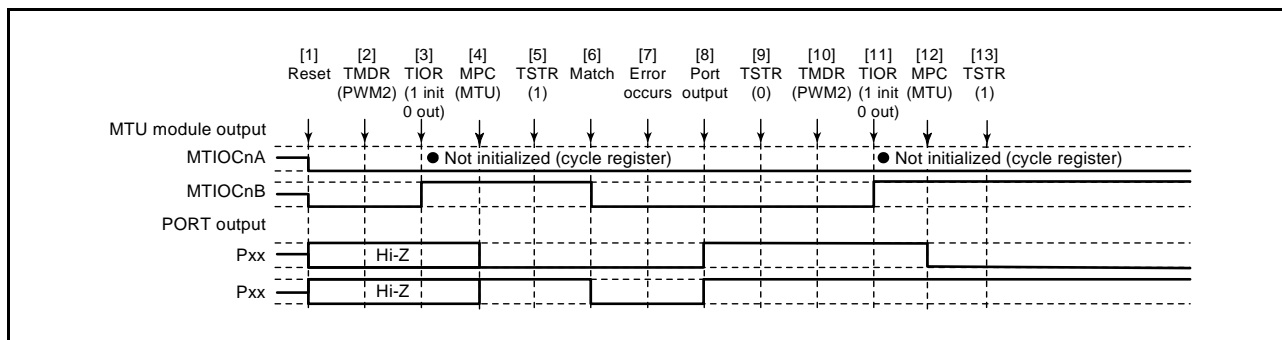 [1] [2] [3] [4] [5] [6] [7] [8] [9] [10] [11] [12] [13]
Reset TMDR TIOR MPC TSTR Match Error Port TSTR TMDR TIOR MPC TSTR
(PWM2) (1 init (MTU) (1) occurs output (0) (PWM2) (1 init (MTU) (1)
0 out) 0 out)
MTU module output
MTIOCnA ● Not initialized (cycle register) ● Not initialized (cycle register)
MTIOCnB
PORT output
Pxx Hi-Z
Pxx Hi-Z